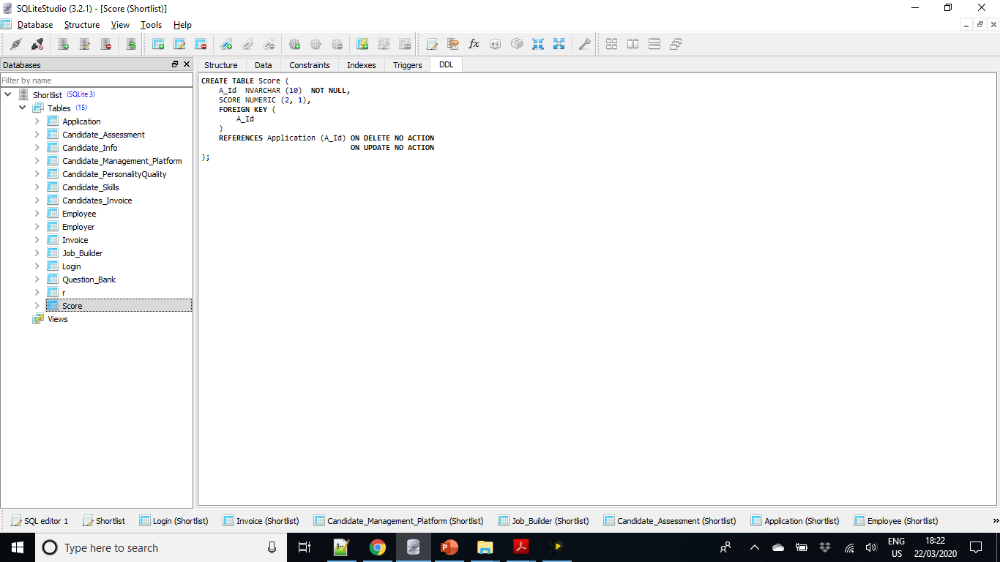 SQLiteStudio (3.2.1) - [Score (Shortlist)]
Database Structure View Tools Help
Databases
Filter by name
Shortlist (SQLite 3)
Tables (15)
Application
Candidate_Assessment
Candidate_Info
Candidate_Management_Platform
Candidate_PersonalityQuality
Candidate_Skills
Candidates_Invoice
Employee
Employer
Invoice
Job_Builder
Login
Question_Bank
r
Score
Views
Structure Data Constraints Indexes Triggers DDL
CREATE TABLE Score (
    A_Id  NVARCHAR (10)  NOT NULL,
    SCORE NUMERIC (2, 1),
    FOREIGN KEY (
        A_Id
    )
    REFERENCES Application (A_Id) ON DELETE NO ACTION
                                  ON UPDATE NO ACTION
);
SQL editor 1 Shortlist Login (Shortlist) Invoice (Shortlist) Candidate_Management_Platform (Shortlist) Job_Builder (Shortlist) Candidate_Assessment (Shortlist) Application (Shortlist) Employee (Shortlist) »
Type here to search
ENG
US
18:22
22/03/2020